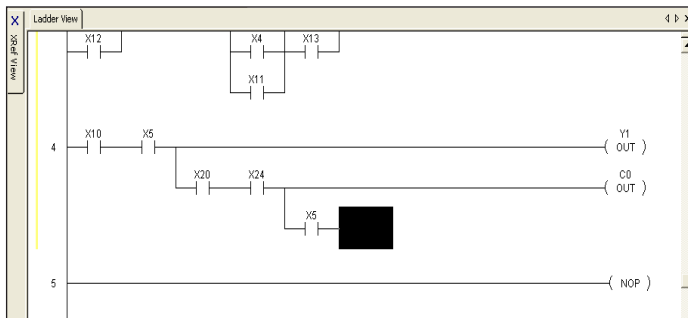 X
XRef View
Ladder View
X12
X4
X13
X11
4
X10
X5
Y1
OUT
X20
X24
C0
OUT
X5
5
NOP